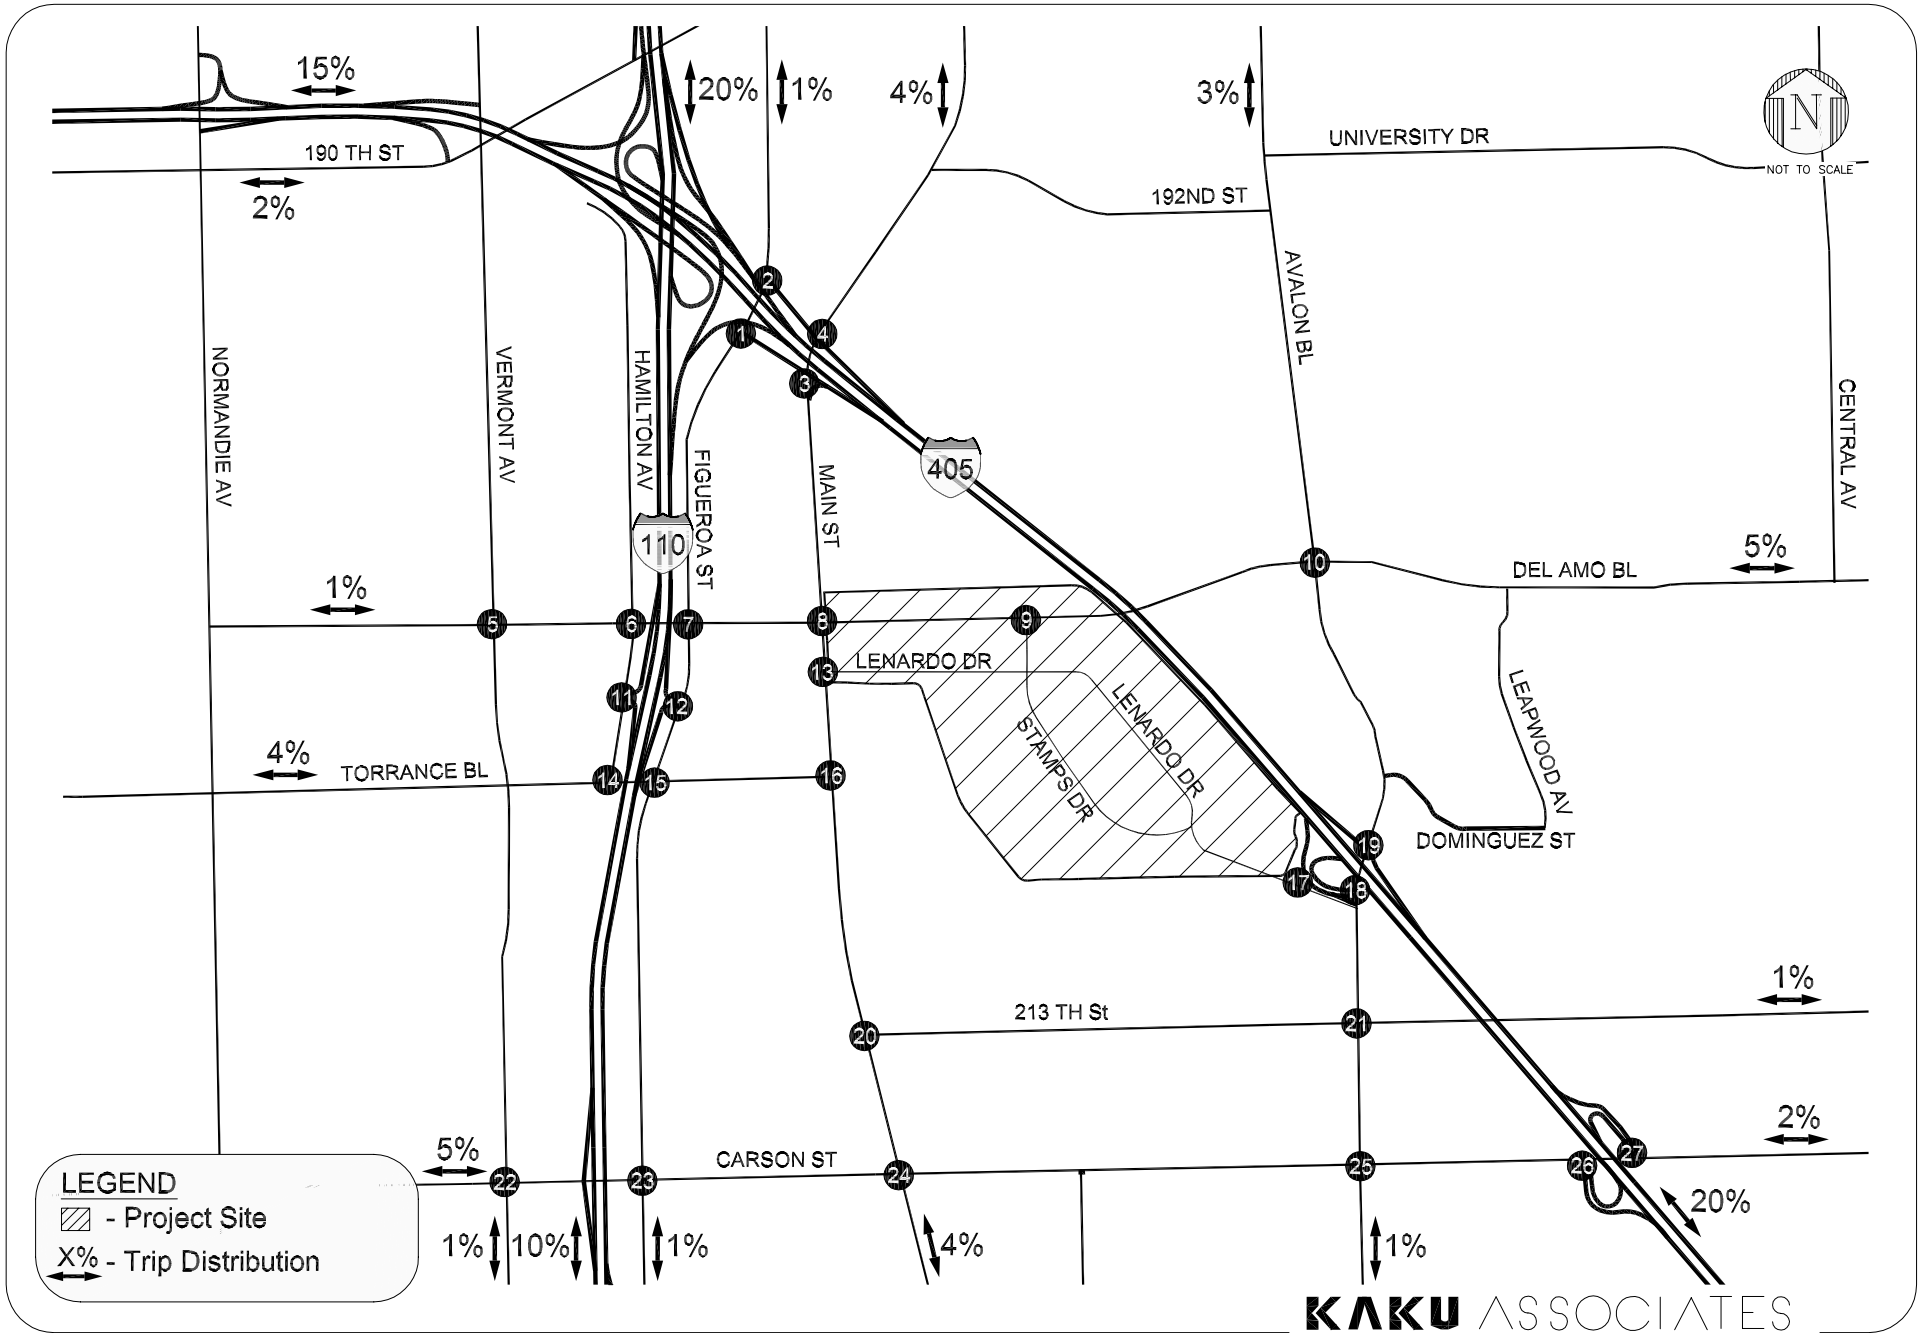 15%
20%
1%
4%
3%
N
NOT TO SCALE
UNIVERSITY DR
190 TH ST
2%
192ND ST
AVALON BL
2
1
4
3
NORMANDIE AV
VERMONT AV
HAMILTON AV
FIGUEROA ST
MAIN ST
405
CENTRAL AV
110
10
DEL AMO BL
5%
1%
5
6
7
8
9
13
LENARDO DR
LENARDO DR
STAMPS DR
LEAPWOOD AV
11
12
4%
TORRANCE BL
14
15
16
DOMINGUEZ ST
19
17
18
1%
213 TH St
20
21
2%
5%
CARSON ST
22
23
24
25
26
27
20%
1%
10%
1%
4%
1%
LEGEND
- Project Site
X% - Trip Distribution
KAKU ASSOCIATES